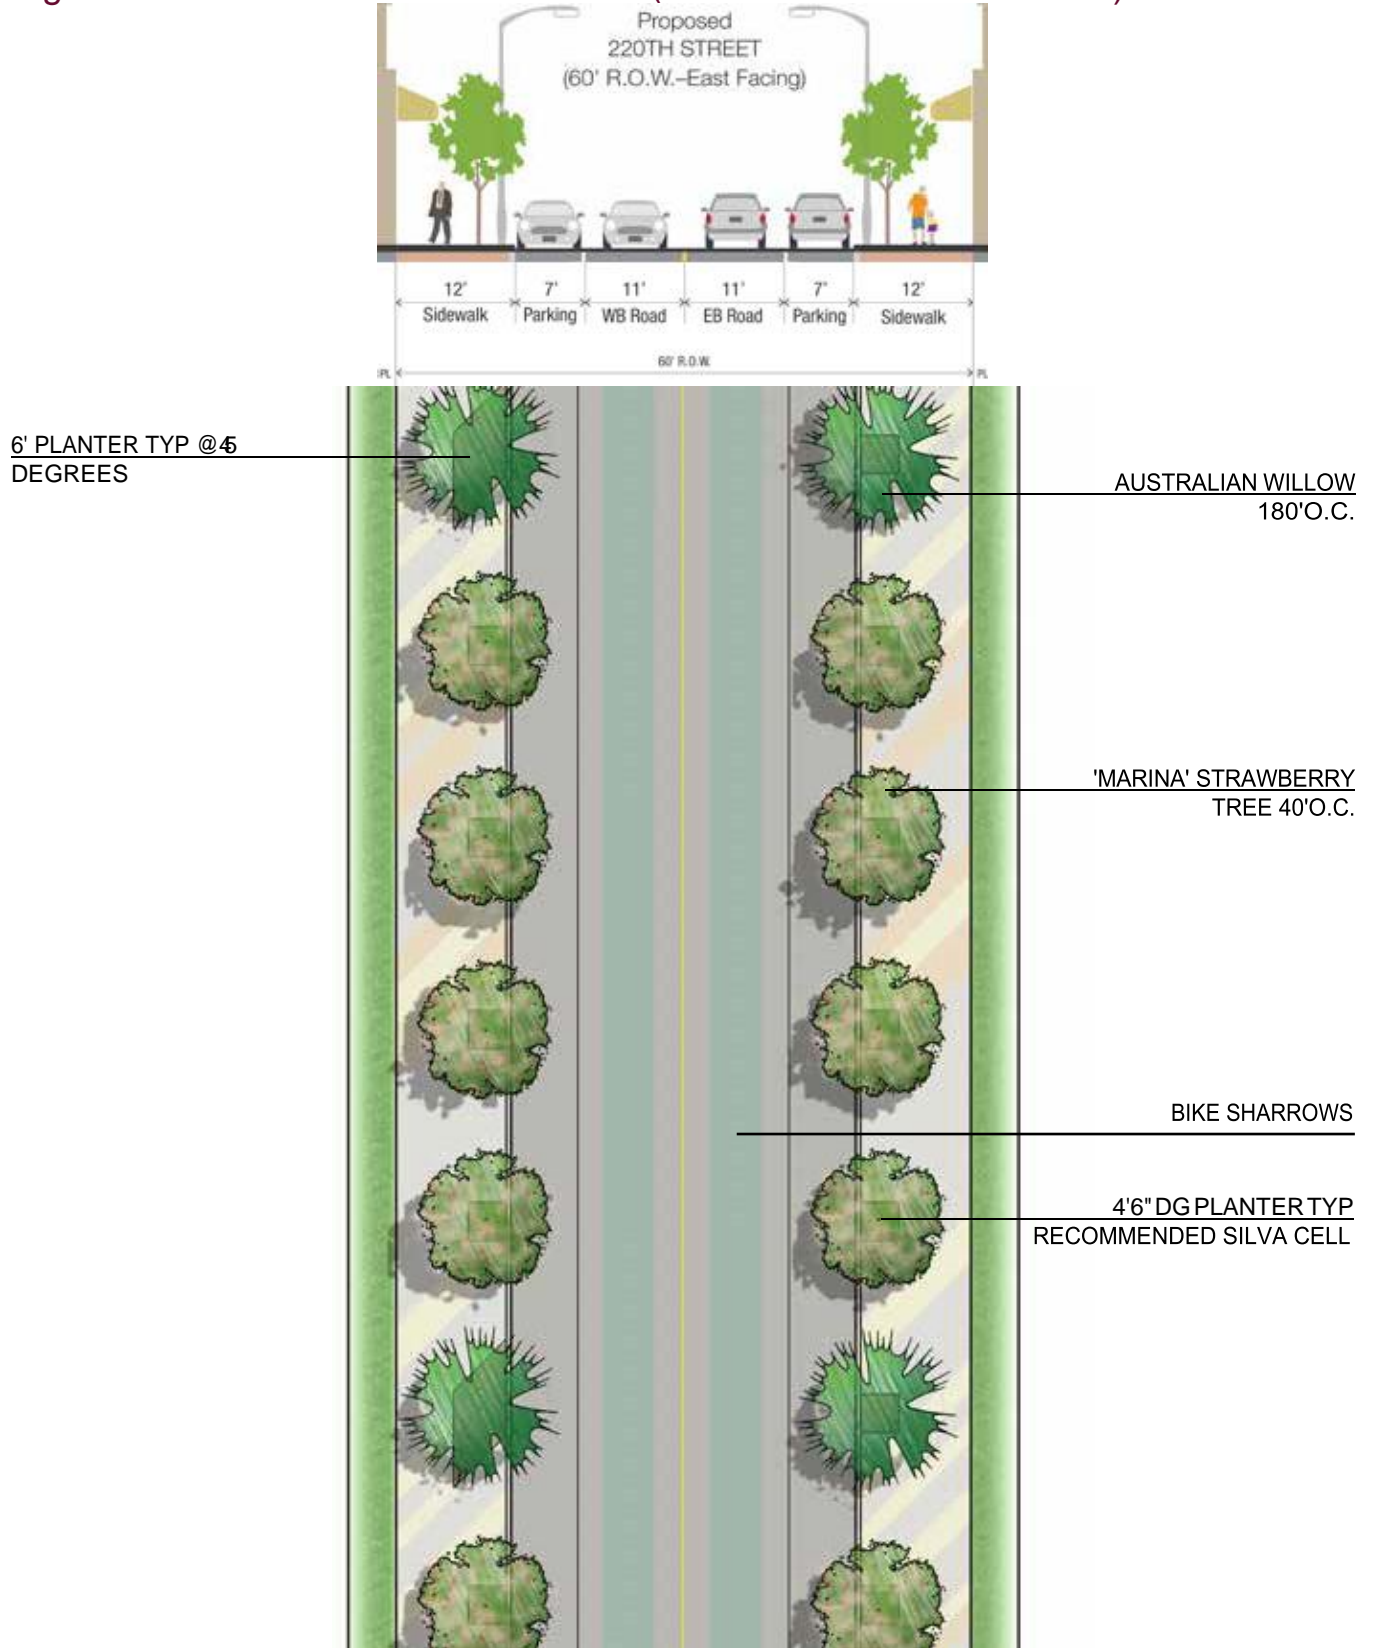 Proposed
220TH STREET
(60' R.O.W.–East Facing)
12' 7' 11' 11' 7' 12'
Sidewalk Parking WB Road EB Road Parking Sidewalk
60' R.O.W.
PL PL
6' PLANTER TYP @ 45
DEGREES
AUSTRALIAN WILLOW
180'O.C.
'MARINA' STRAWBERRY
TREE 40'O.C.
BIKE SHARROWS
4'6" DG PLANTER TYP
RECOMMENDED SILVA CELL